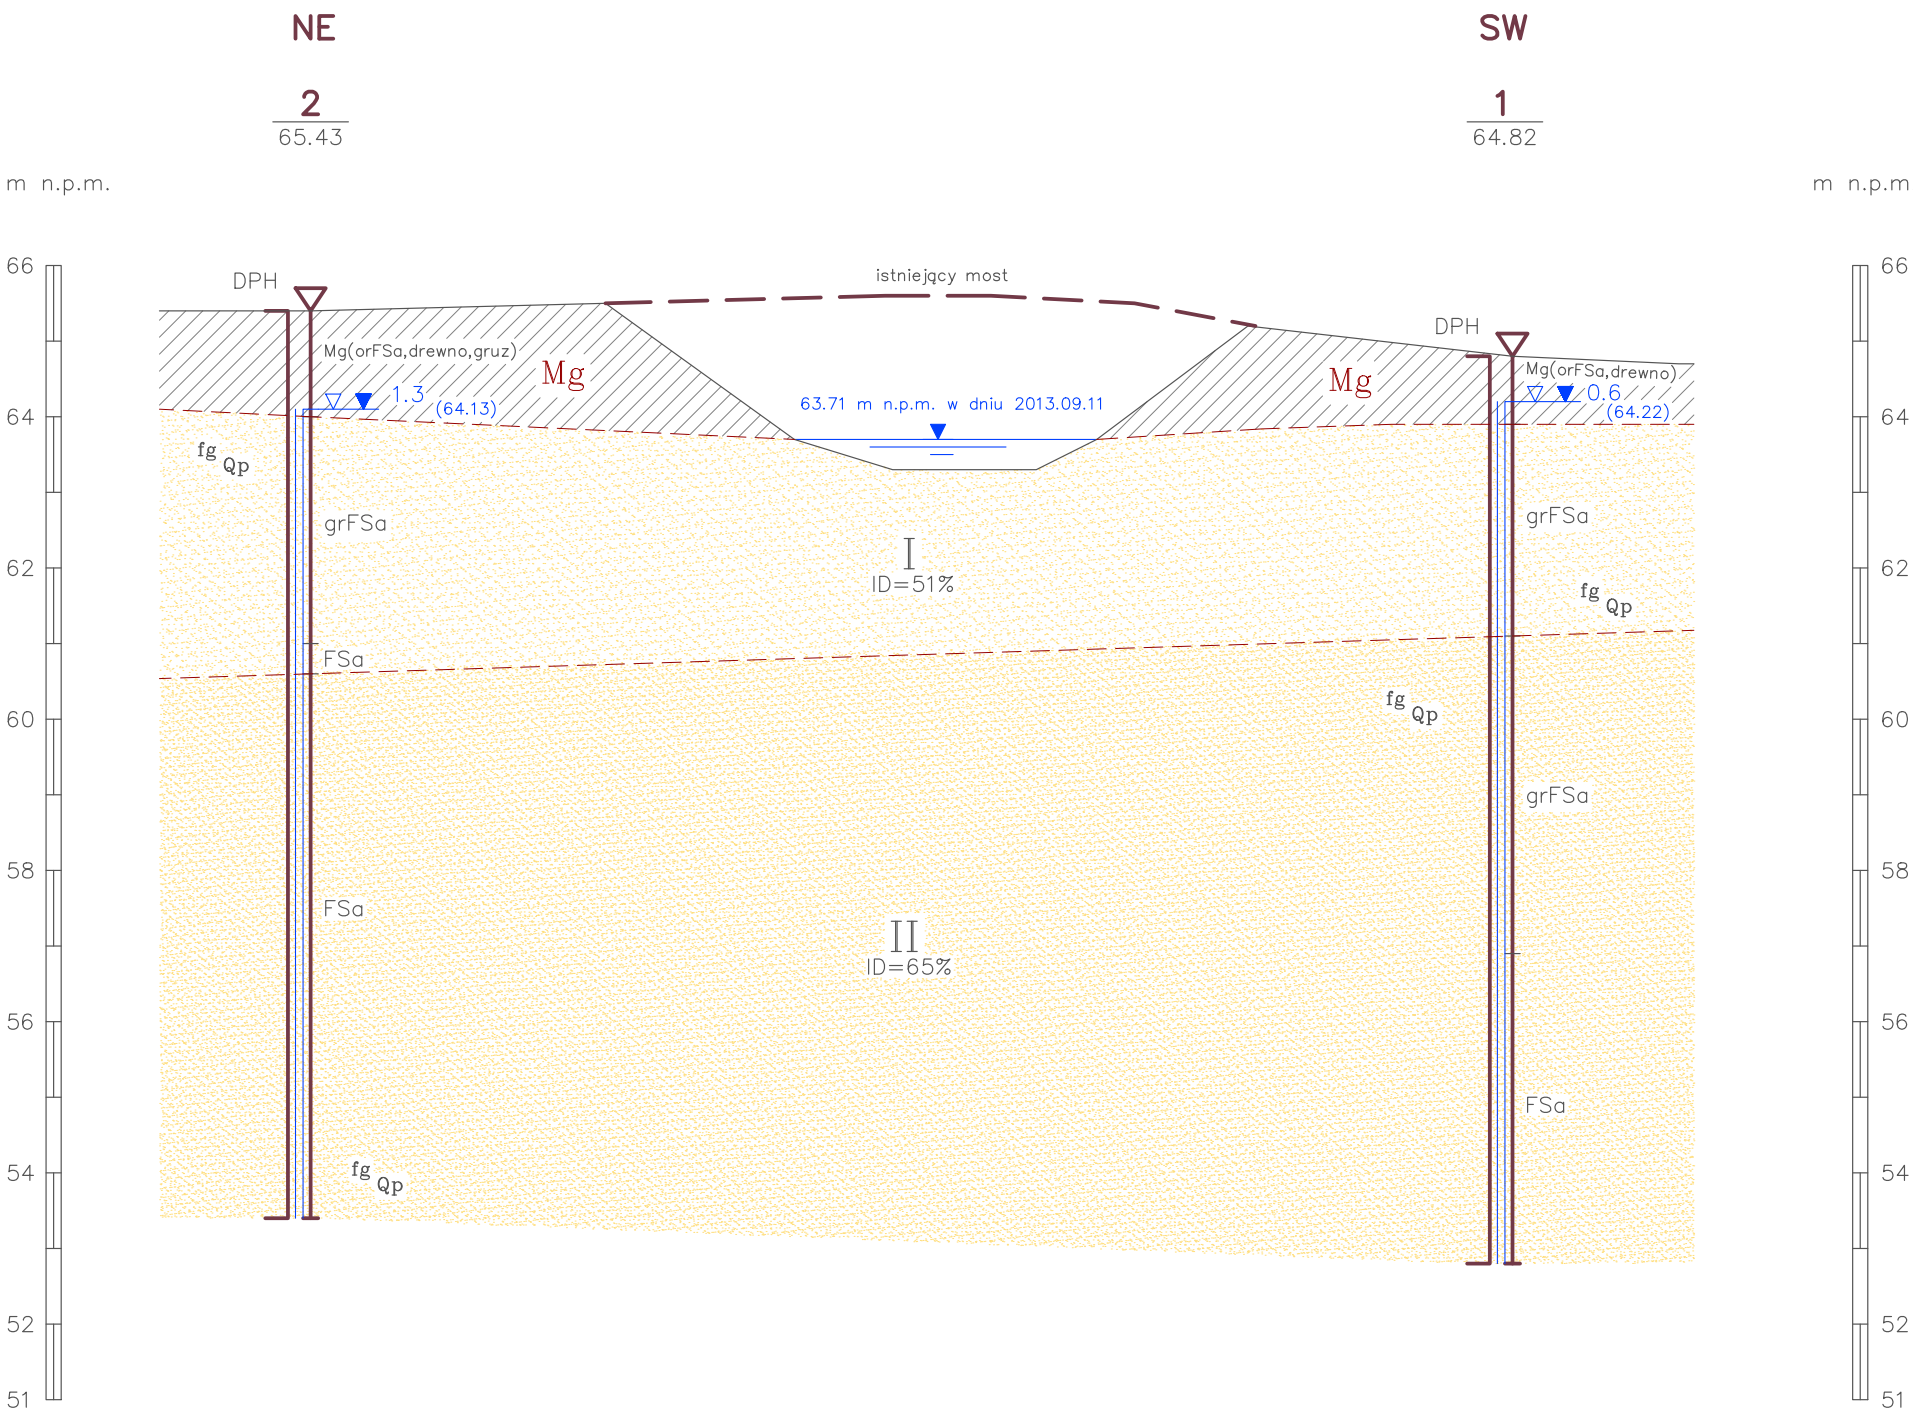 NE SW
2 1
65.43 64.82
m n.p.m. m n.p.m
66 66
DPH istniejący most
DPH
Mg(orFSa,drewno,gruz)
Mg Mg Mg(orFSa,drewno)
1.3 (64.13) 63.71 m n.p.m. w dniu 2013.09.11 0.6 (64.22)
64 64
fg Qp
grFSa grFSa
I
62 ID=51% 62
fg Qp
FSa
fg Qp
60 60
grFSa
58 58
FSa
II
ID=65%
56 56
FSa
54 fg Qp 54
52 52
51 51